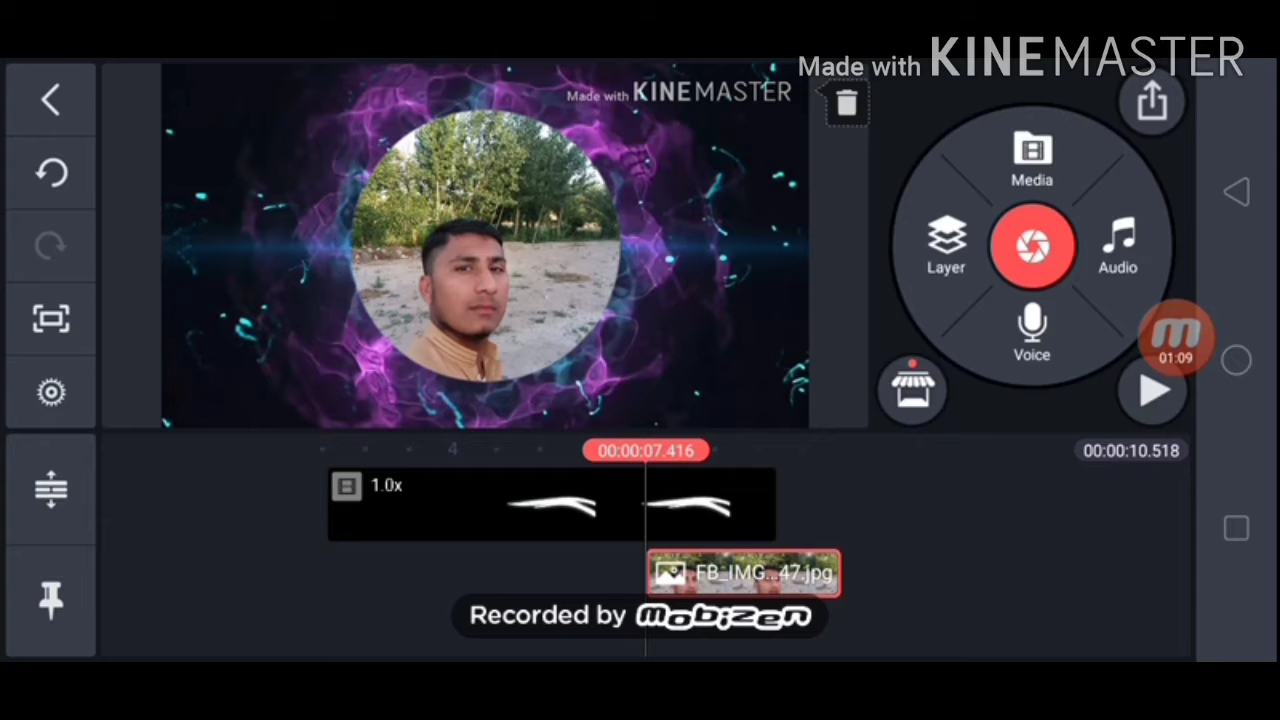 Made with KINEMASTER
Made with KINEMASTER
Media
Layer
Audio
Voice
01:09
4
00:00:07.416
00:00:10.518
1.0x
FB_IMG...47.jpg
Recorded by mobizen